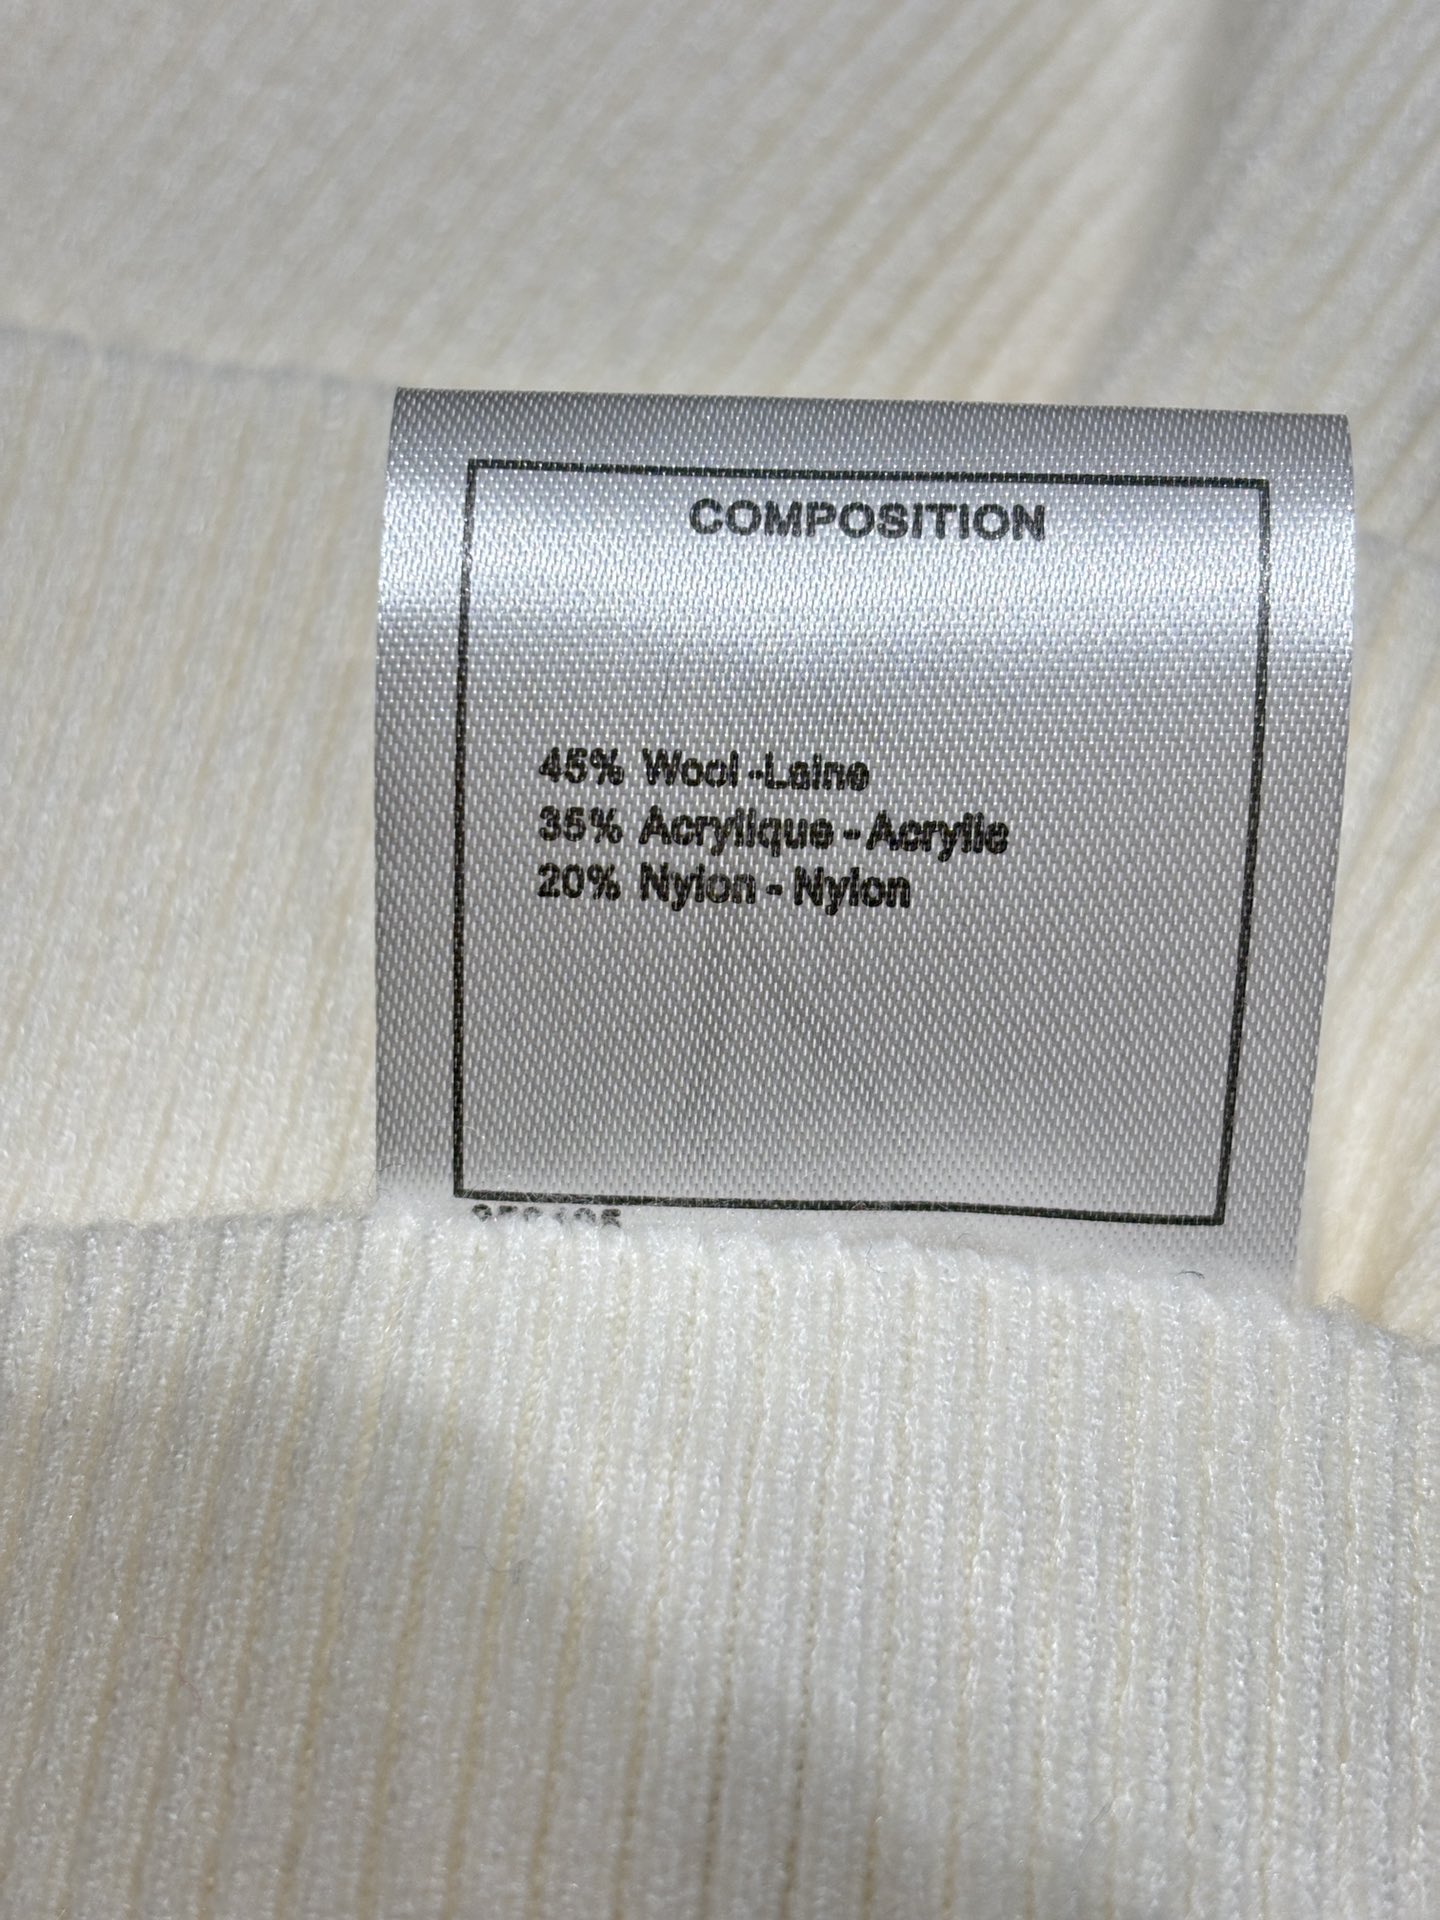 COMPOSITION
45% Wool -Laine
35% Acrylique - Acrylic
20% Nylon - Nylon